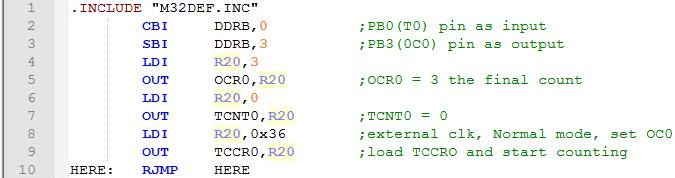 1 .INCLUDE "M32DEF.INC"
2 CBI DDRB,0 ;PB0(T0) pin as input
3 SBI DDRB,3 ;PB3(0C0) pin as output
4 LDI R20,3
5 OUT OCR0,R20 ;OCR0 = 3 the final count
6 LDI R20,0
7 OUT TCNT0,R20 ;TCNT0 = 0
8 LDI R20,0x36 ;external clk, Normal mode, set OC0
9 OUT TCCR0,R20 ;load TCCRO and start counting
10 HERE: RJMP HERE